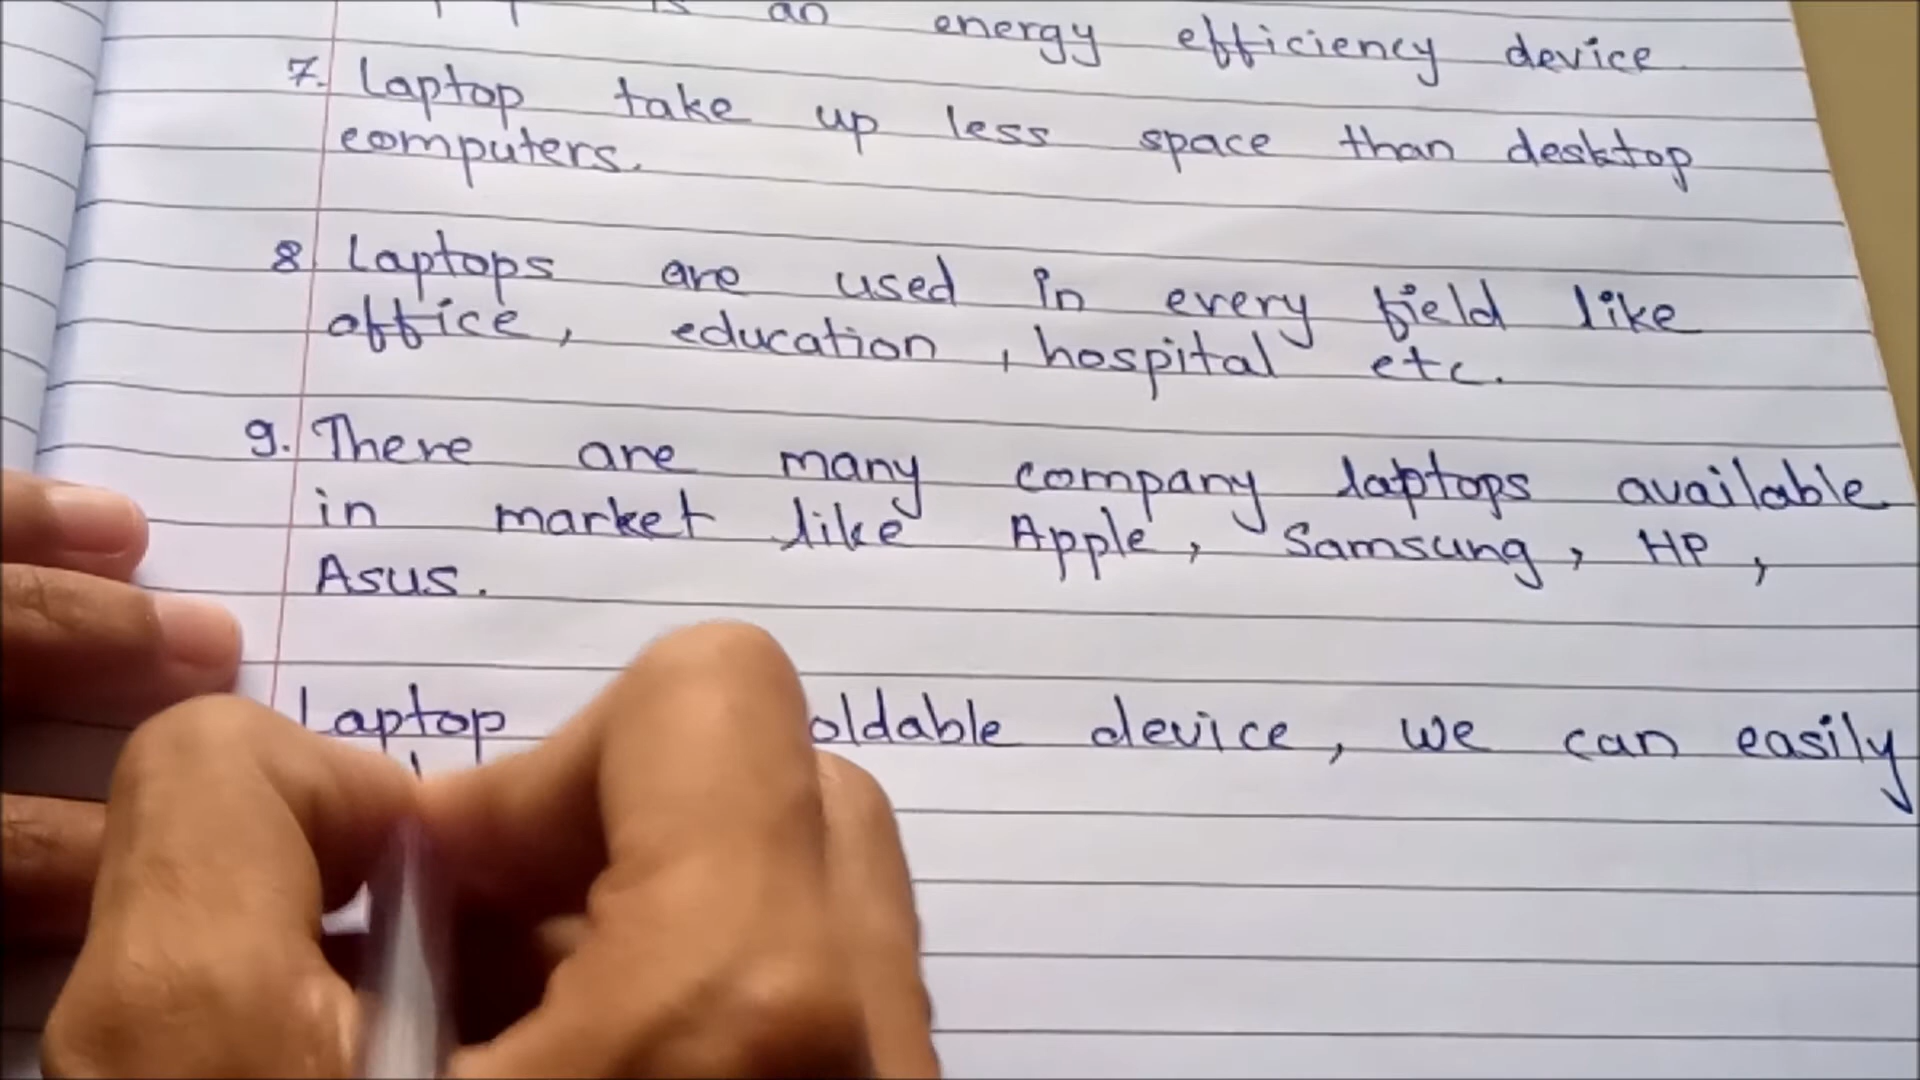 an energy efficiency device
7. Laptop take up less space than desktop
computers.
8 Laptops are used in every field like
office, education, hospital etc.
9. There are many company laptops available
in market like Apple, Samsung, HP,
Asus.
Laptop oldable device, we can easily